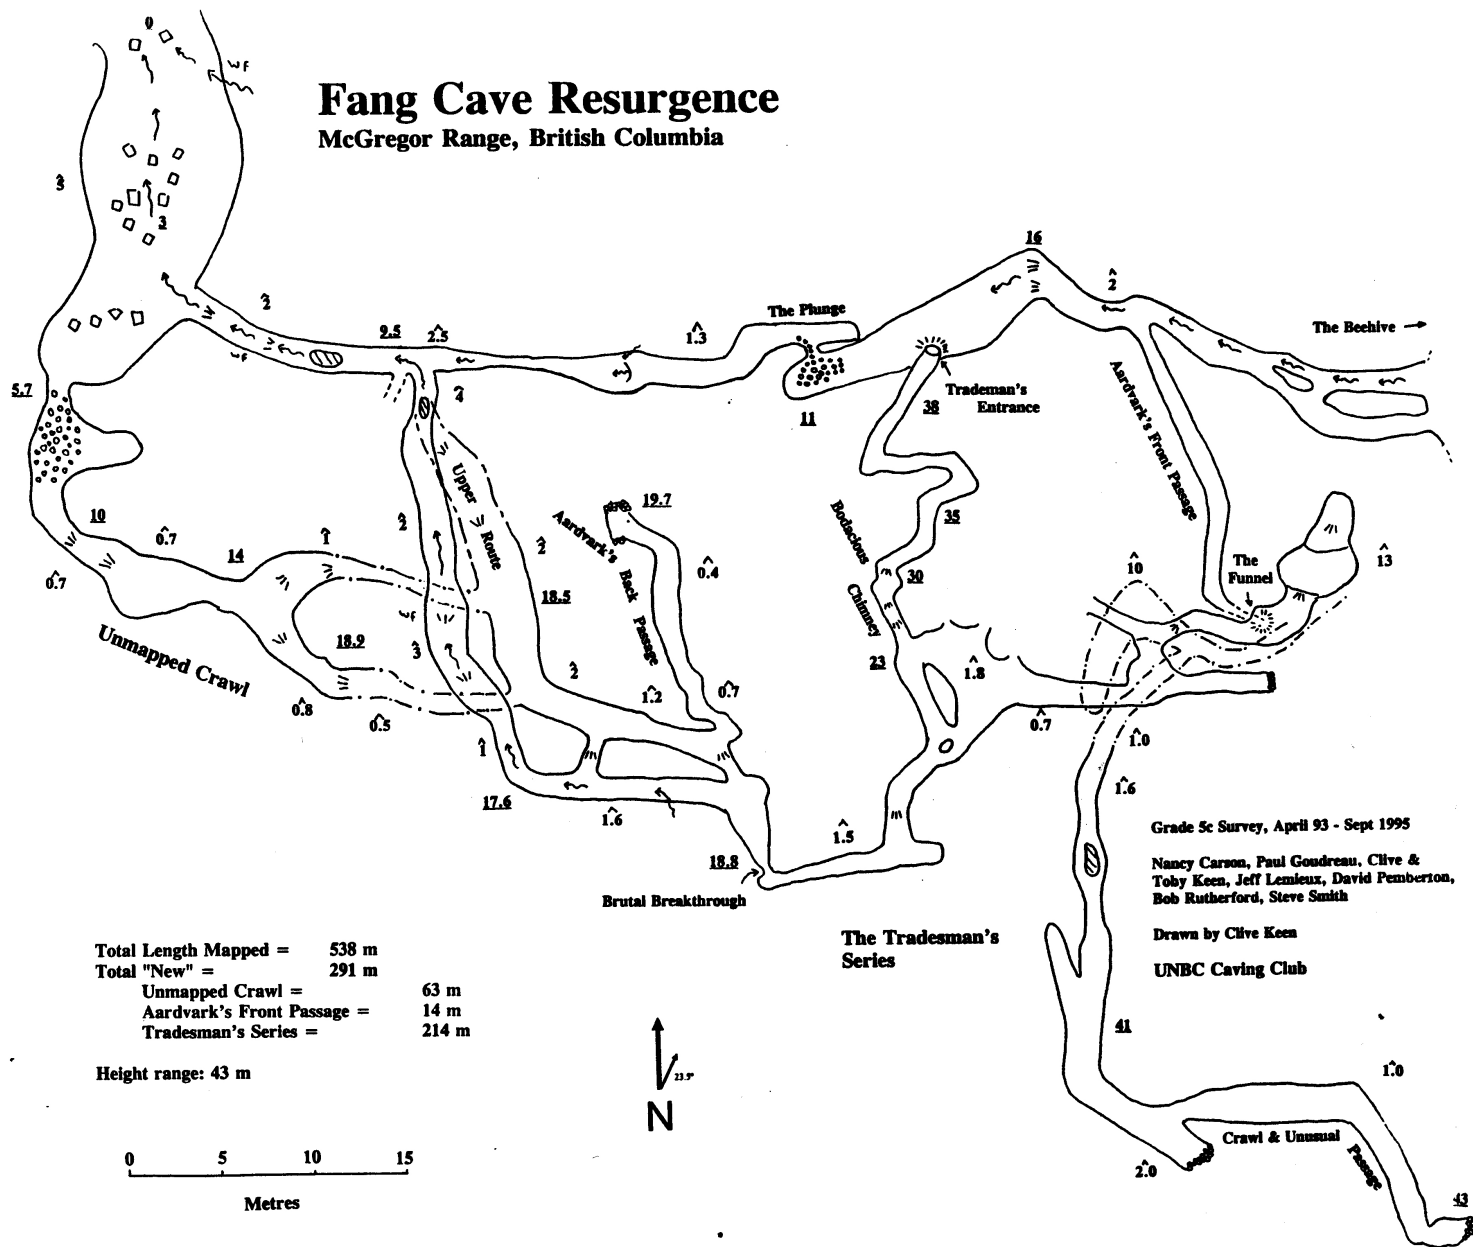 0
WF
Fang Cave Resurgence
McGregor Range, British Columbia
3
3
16
2
2
The Plunge
The Beehive
9.5
2.5
1.3
WF
5.7
4
Trademan's
Entrance
11
38
Aardvark's Front Passage
Upper Route
19.7
Aardvark's Back Passage
10
0.7
14
1
2
2
35
Bodacious Chimney
0.4
30
10
The
Funnel
13
0.7
18.5
WF
Unmapped Crawl
18.9
3
23
1.8
0.8
0.5
2
1.2
0.7
0.7
1.0
1
17.6
1.6
1.6
1.5
18.8
Brutal Breakthrough
Grade 5c Survey, April 93 - Sept 1995
Nancy Carson, Paul Goudreau, Clive &
Toby Keen, Jeff Lemieux, David Pemberton,
Bob Rutherford, Steve Smith
Drawn by Clive Keen
UNBC Caving Club
The Tradesman's
Series
Total Length Mapped = 538 m
Total "New" = 291 m
Unmapped Crawl = 63 m
Aardvark's Front Passage = 14 m
Tradesman's Series = 214 m
Height range: 43 m
23.5°
N
41
1.0
Crawl & Unusual Passage
2.0
43
0 5 10 15
Metres